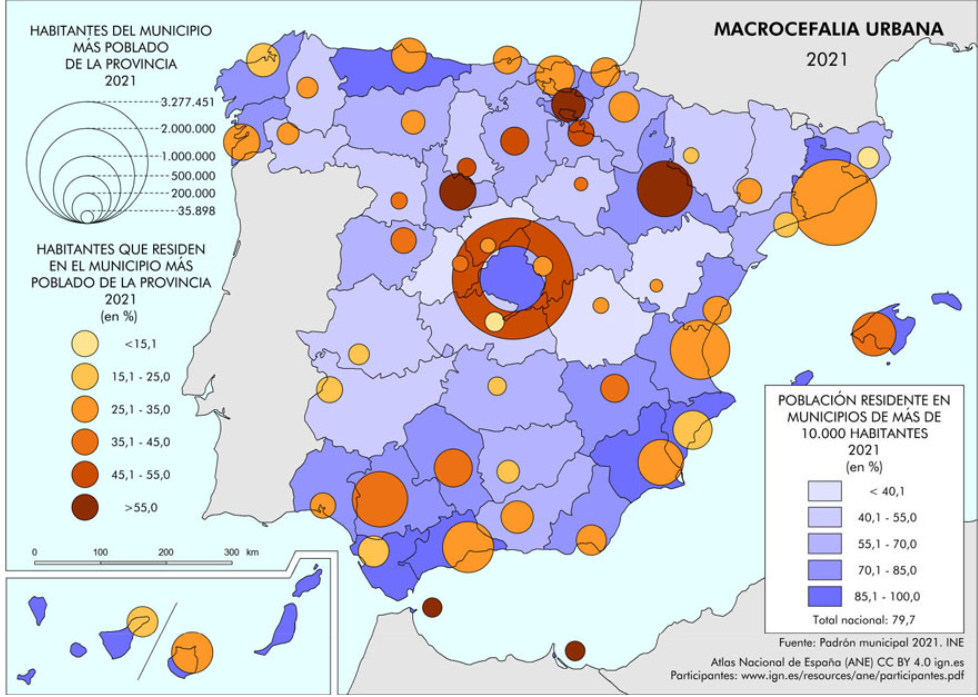 HABITANTES DEL MUNICIPIO
MÁS POBLADO
DE LA PROVINCIA
2021
3.277.451
2.000.000
1.000.000
500.000
200.000
35.898
HABITANTES QUE RESIDEN
EN EL MUNICIPIO MÁS
POBLADO DE LA PROVINCIA
2021
(en %)
<15,1
15,1 - 25,0
25,1 - 35,0
35,1 - 45,0
45,1 - 55,0
>55,0
0 100 200 300 km
MACROCEFALIA URBANA
2021
POBLACIÓN RESIDENTE EN
MUNICIPIOS DE MÁS DE
10.000 HABITANTES
2021
(en %)
< 40,1
40,1 - 55,0
55,1 - 70,0
70,1 - 85,0
85,1 - 100,0
Total nacional: 79,7
Fuente: Padrón municipal 2021. INE
Atlas Nacional de España (ANE) CC BY 4.0 ign.es
Participantes: www.ign.es/resources/ane/participantes.pdf